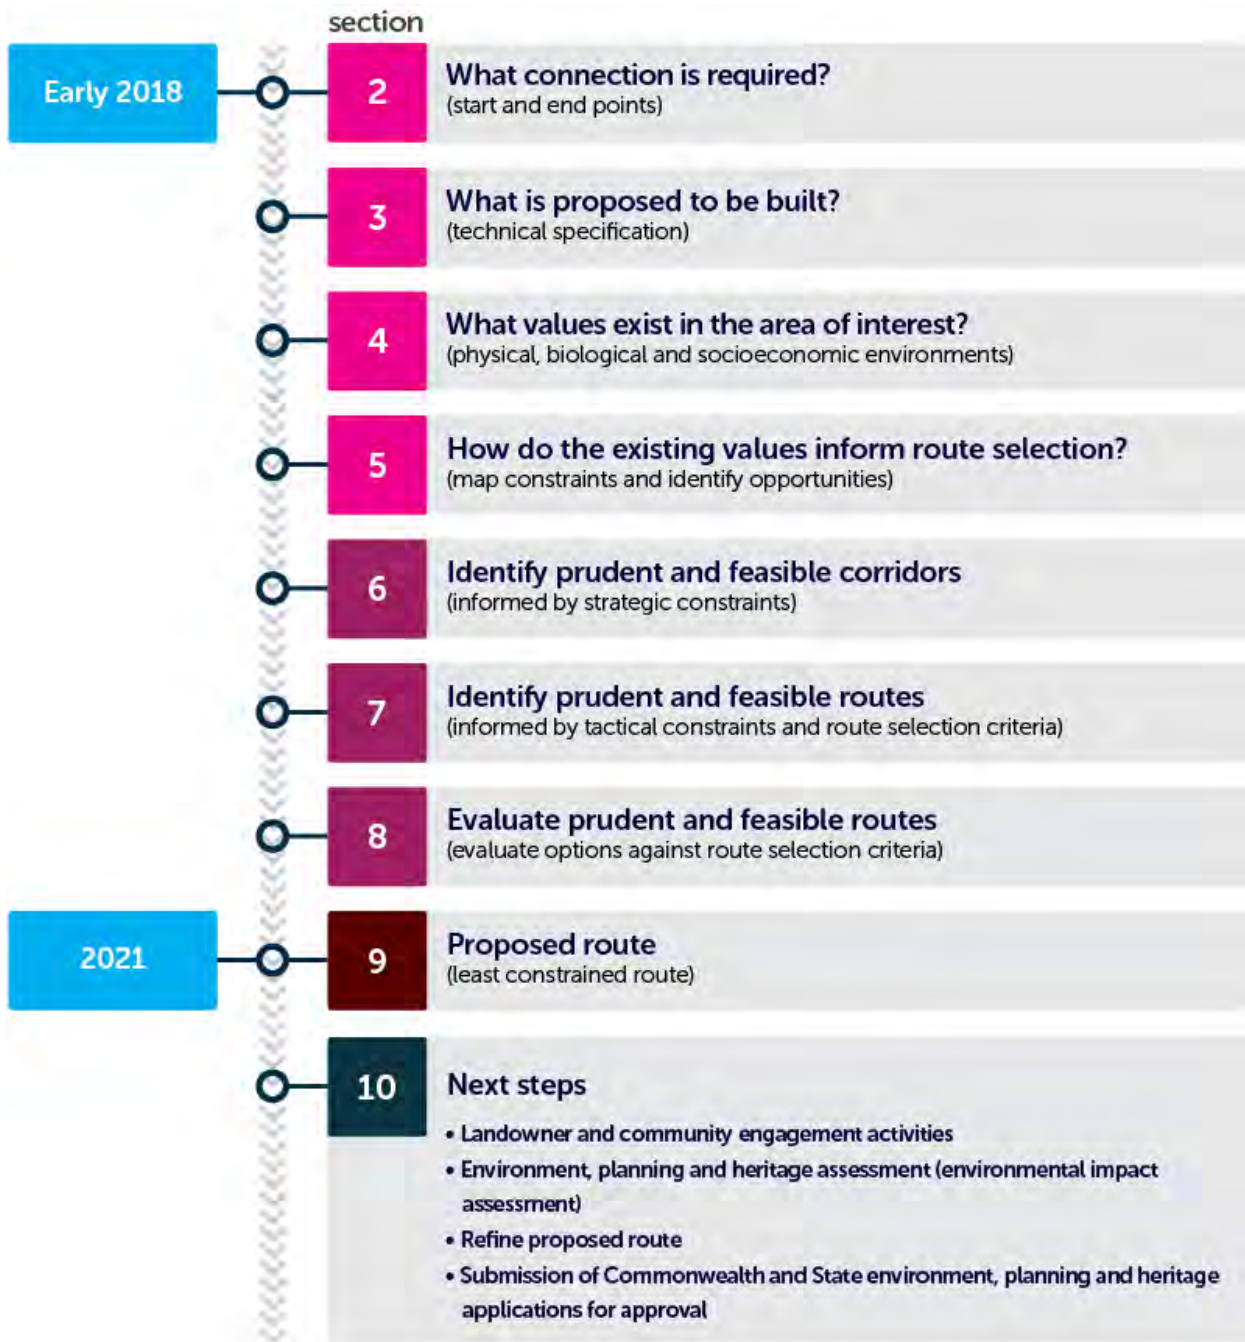 section
Early 2018
2
What connection is required?
(start and end points)
3
What is proposed to be built?
(technical specification)
4
What values exist in the area of interest?
(physical, biological and socioeconomic environments)
5
How do the existing values inform route selection?
(map constraints and identify opportunities)
6
Identify prudent and feasible corridors
(informed by strategic constraints)
7
Identify prudent and feasible routes
(informed by tactical constraints and route selection criteria)
8
Evaluate prudent and feasible routes
(evaluate options against route selection criteria)
2021
9
Proposed route
(least constrained route)
10
Next steps
• Landowner and community engagement activities
• Environment, planning and heritage assessment (environmental impact
assessment)
• Refine proposed route
• Submission of Commonwealth and State environment, planning and heritage
applications for approval